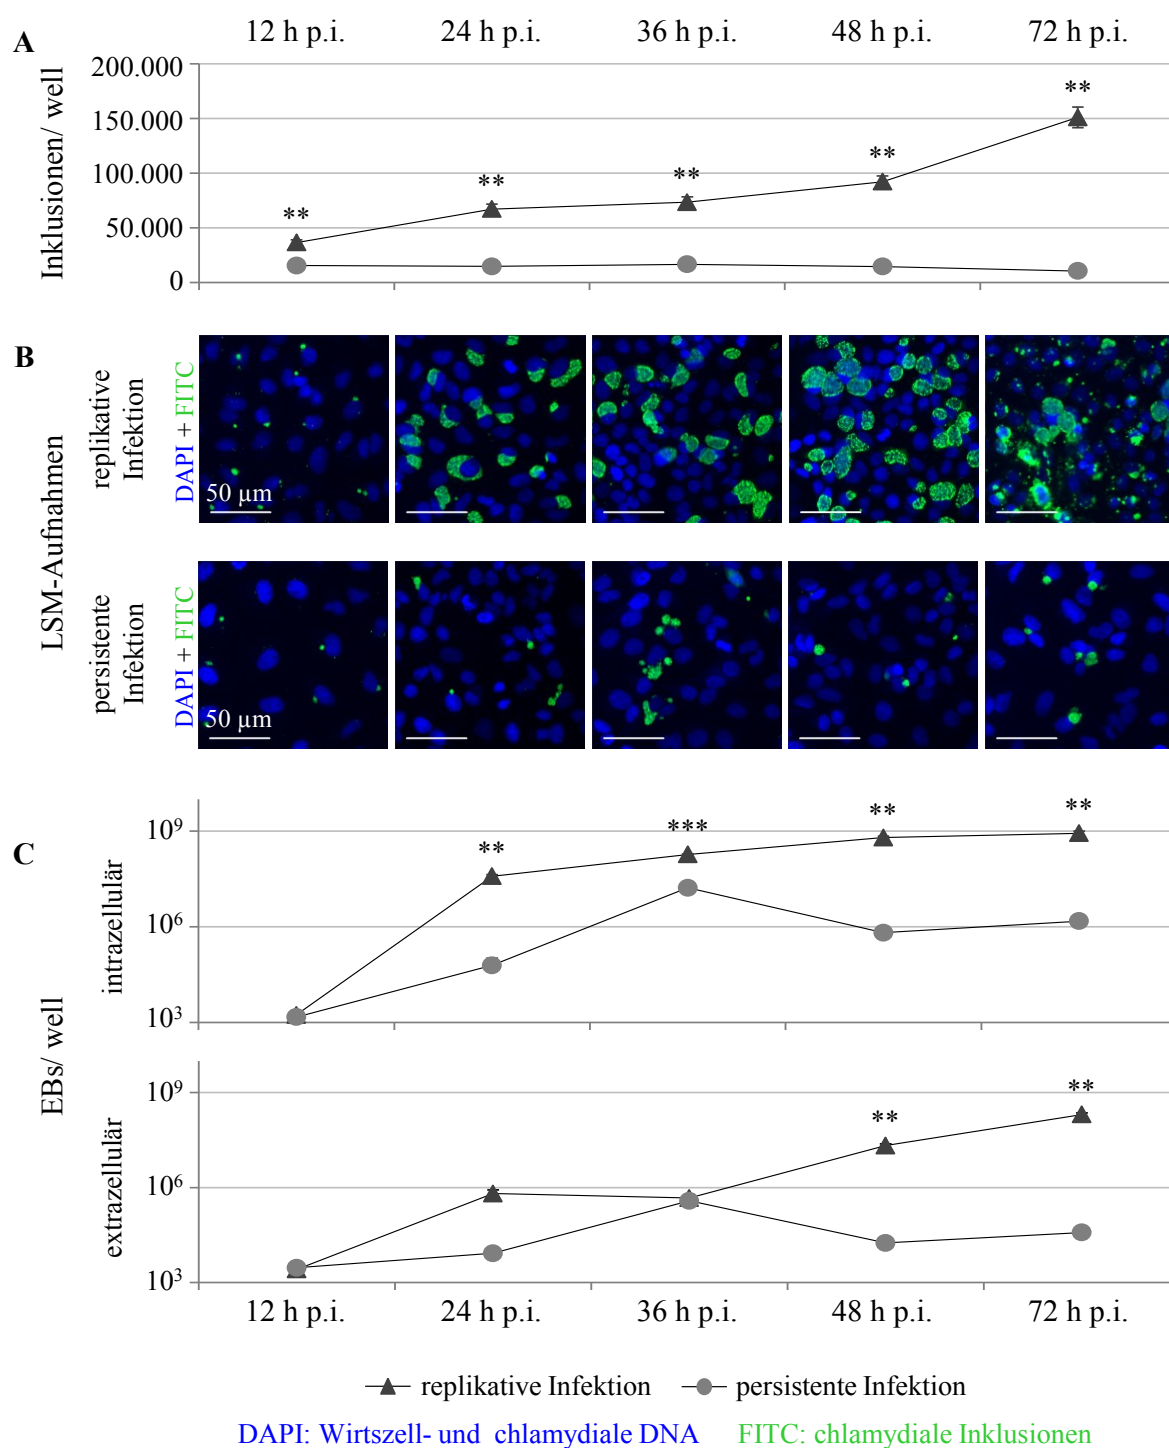 A
12 h p.i. 24 h p.i. 36 h p.i. 48 h p.i. 72 h p.i.
Inklusionen/ well
200.000
150.000
100.000
50.000
0
** ** ** ** **
B
LSM-Aufnahmen
replikative
Infektion
DAPI + FITC
50 µm
persistente
Infektion
DAPI + FITC
50 µm
C
EBs/ well
intrazellulär
10⁹
10⁶
10³
** *** ** **
extrazellulär
10⁹
10⁶
10³
** **
12 h p.i. 24 h p.i. 36 h p.i. 48 h p.i. 72 h p.i.
replikative Infektion persistente Infektion
DAPI: Wirtszell- und chlamydiale DNA FITC: chlamydiale Inklusionen